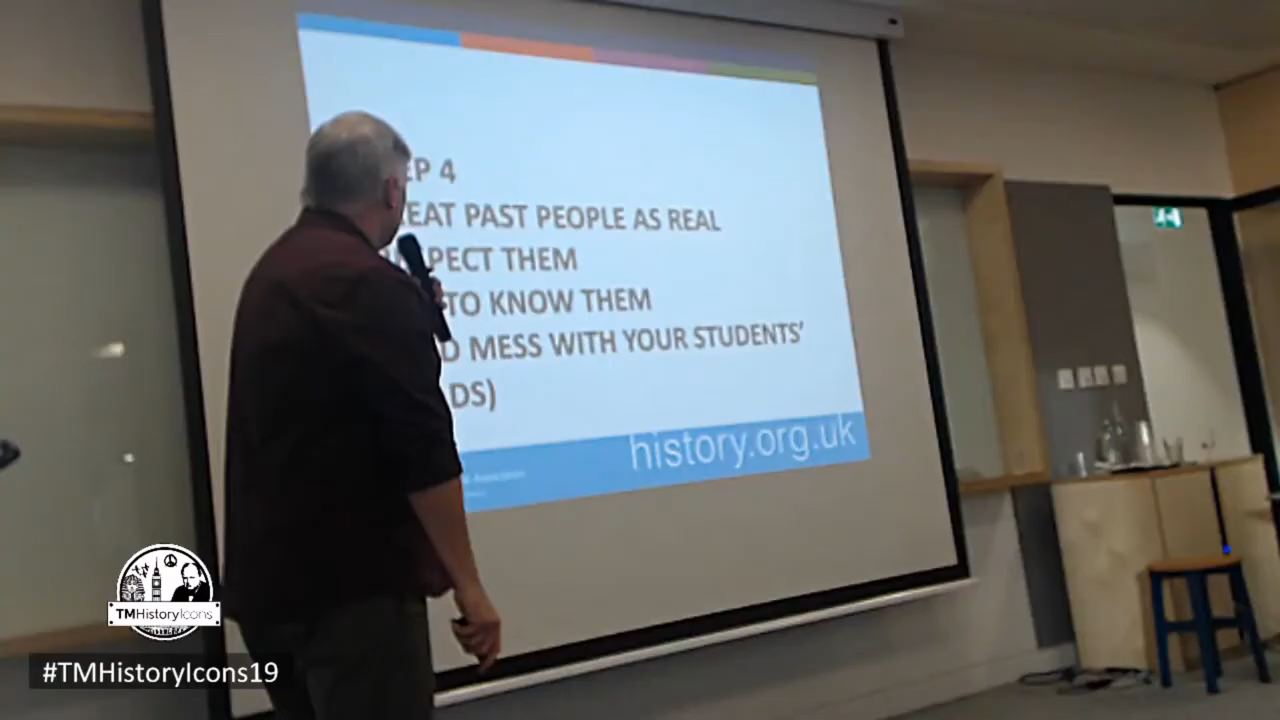 EP 4
EAT PAST PEOPLE AS REAL
PECT THEM
TO KNOW THEM
D MESS WITH YOUR STUDENTS’
DS)
history.org.uk
Association
TMHistoryIcons
#TMHistoryIcons19